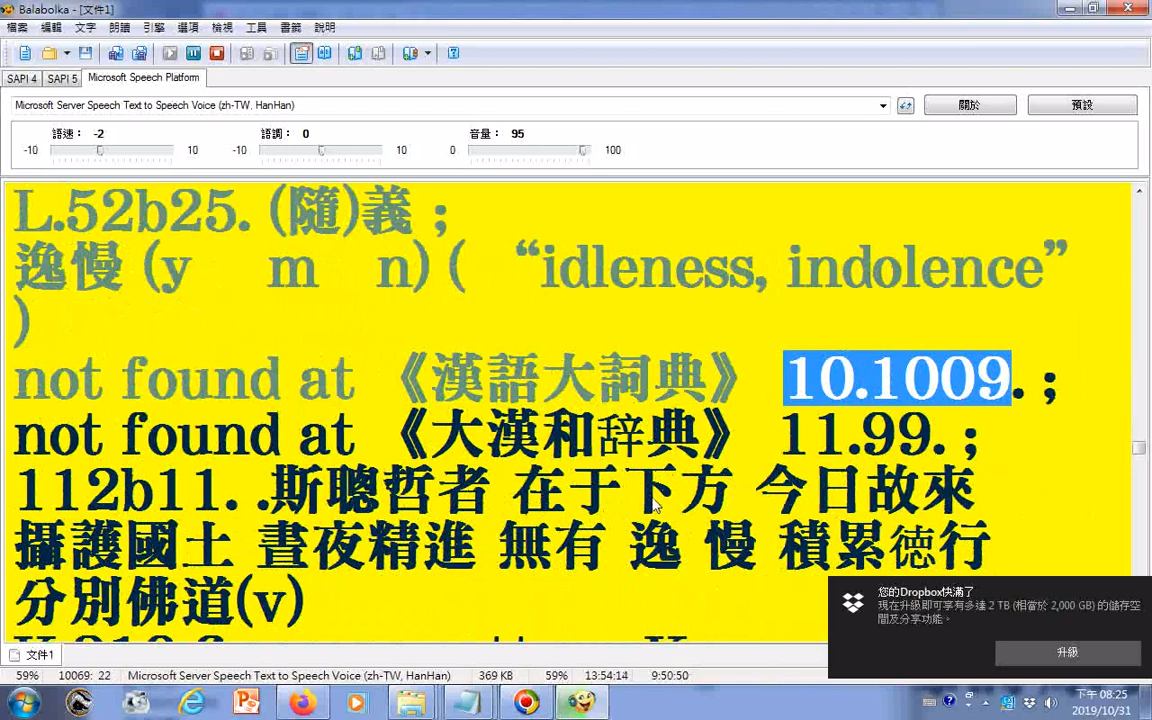 Balabolka - [文件1]
檔案 編輯 文字 朗讀 引擎 選項 檢視 工具 書籤 說明
SAPI 4 SAPI 5 Microsoft Speech Platform
Microsoft Server Speech Text to Speech Voice (zh-TW, HanHan)
關於 預設
語速: -2 語調: 0 音量: 95
-10 10 -10 10 0 100
L.52b25. (隨)義 ;
逸慢 (y m n) ( “idleness, indolence”
)
not found at 《漢語大詞典》 10.1009. ;
not found at 《大漢和辞典》 11.99. ;
112b11. .斯聰哲者 在于下方 今日故來
攝護國土 晝夜精進 無有 逸 慢 積累徳行
分別佛道(v)
您的Dropbox快滿了
現在升級即可享有多達 2 TB (相當於 2,000 GB) 的儲存空
間及分享功能。
升級
文件1
59% 10069: 22 Microsoft Server Speech Text to Speech Voice (zh-TW, HanHan) 369 KB 59% 13:54:14 9:50:50
下午 08:25
2019/10/31